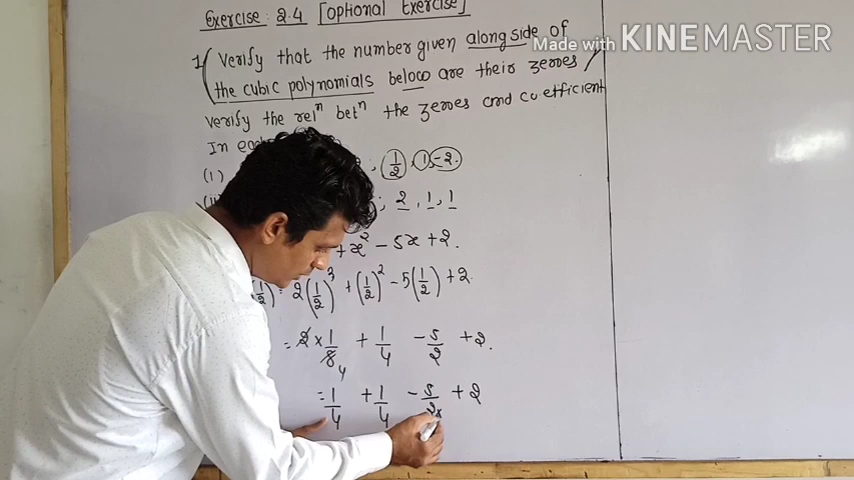 Exercise: 2.4 [optional Exercise]
Made with KINEMASTER
1 Verify that the number given along side of
the cubic polynomials below are their zeroes /
verify the relⁿ betⁿ the zeroes and coefficient
In each
(i) ; 1/2, 1, -2.
; 2, 1, 1
+ x² - 5x + 2.
= 2(1/2)³ + (1/2)² - 5(1/2) + 2.
= 2 × 1/8 4 + 1/4 - 5/2 + 2.
= 1/4 + 1/4 - 5/2× + 2